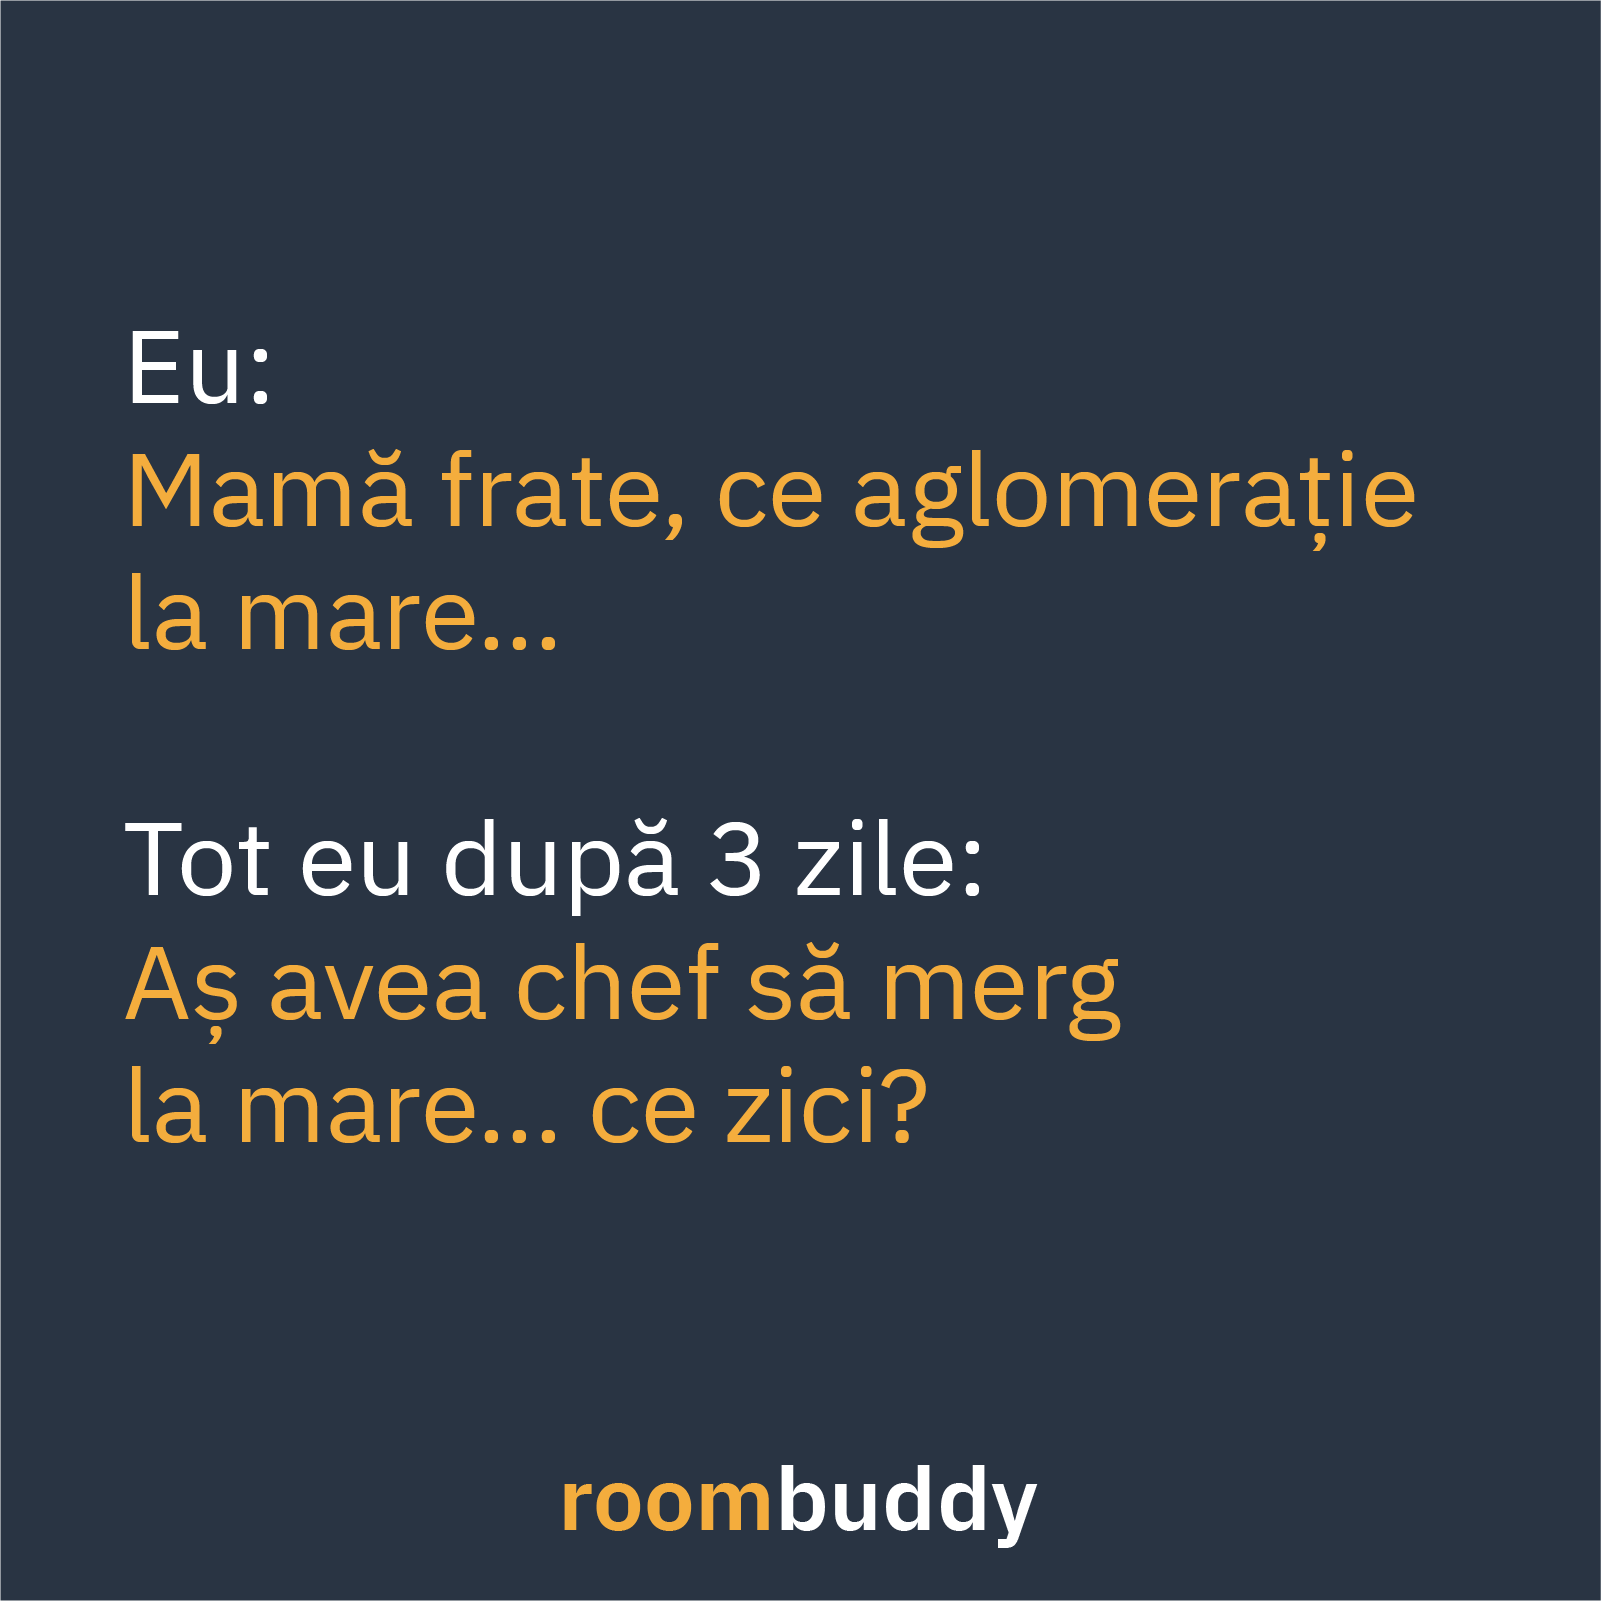 Eu:
Mamă frate, ce aglomerație
la mare...
Tot eu după 3 zile:
Aș avea chef să merg
la mare... ce zici?
roombuddy